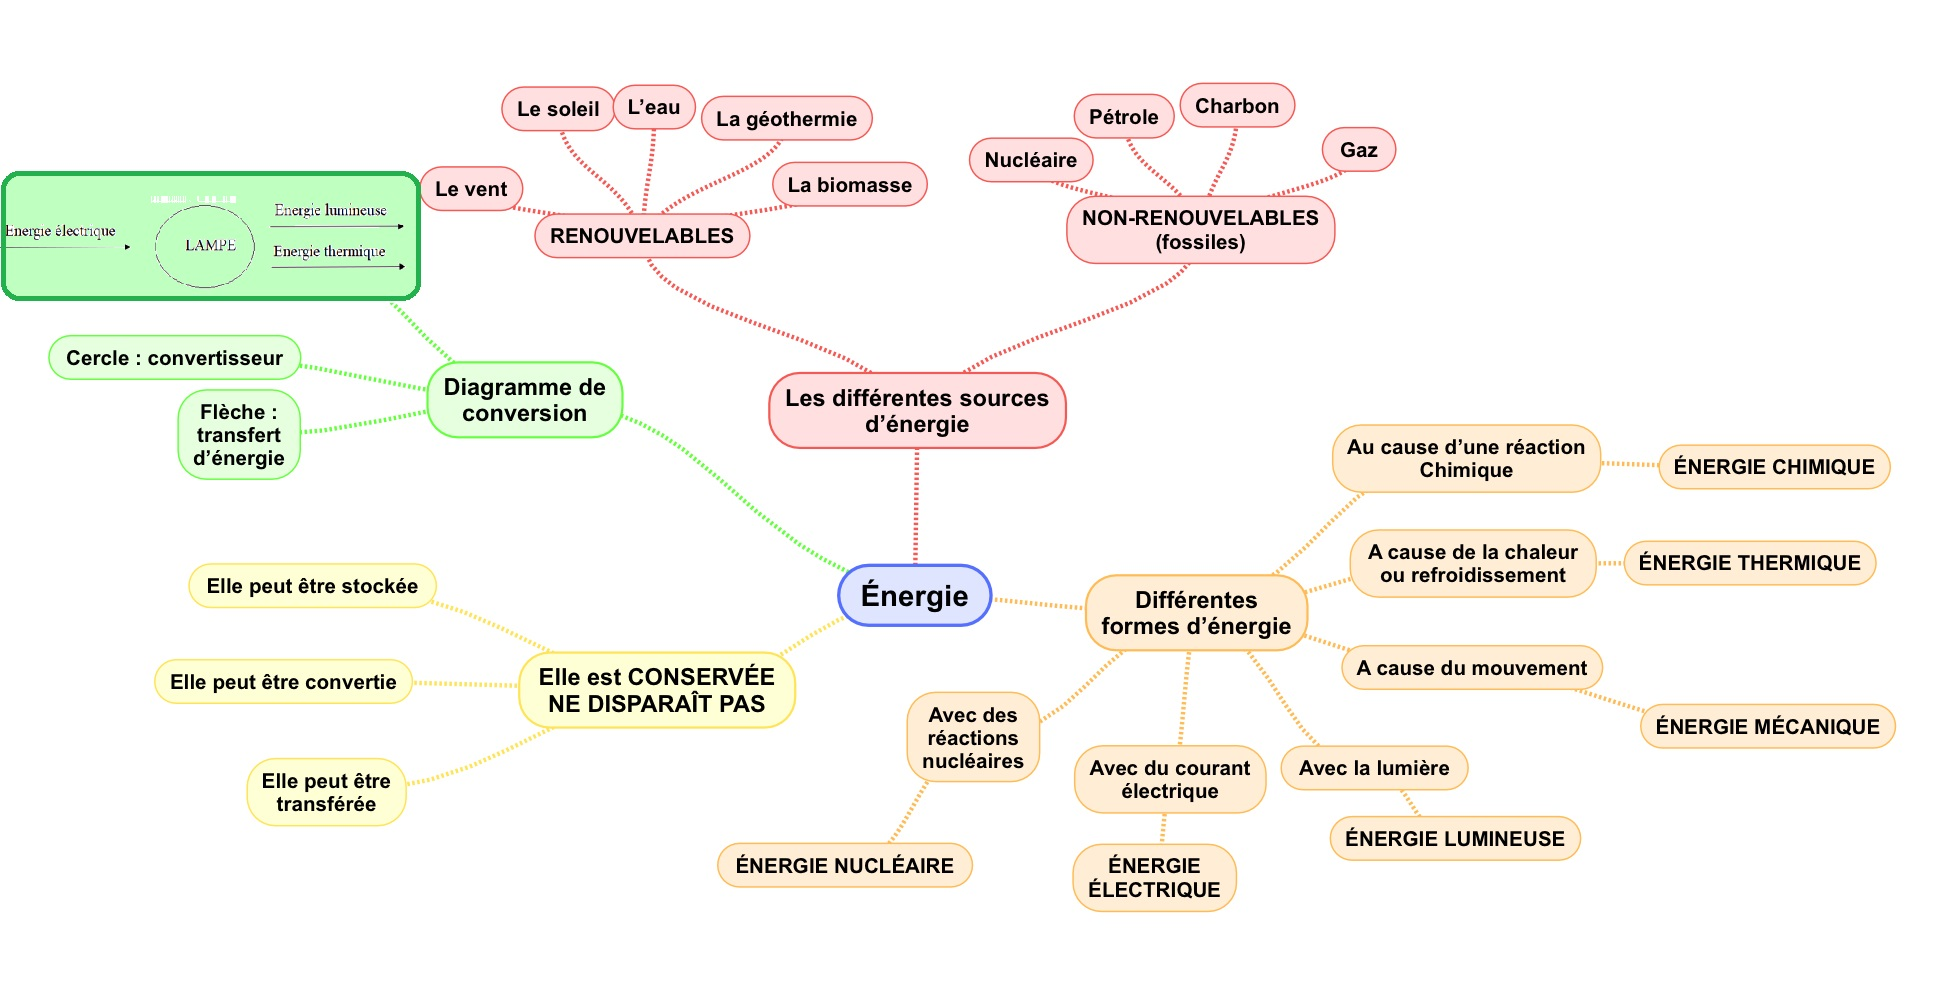 Le soleil
L’eau
La géothermie
Le vent
La biomasse
RENOUVELABLES
Nucléaire
Pétrole
Charbon
Gaz
NON-RENOUVELABLES
(fossiles)
Energie électrique
LAMPE
Energie lumineuse
Energie thermique
Cercle : convertisseur
Flèche :
transfert
d’énergie
Diagramme de
conversion
Les différentes sources
d’énergie
Énergie
Elle peut être stockée
Elle peut être convertie
Elle peut être
transférée
Elle est CONSERVÉE
NE DISPARAÎT PAS
Différentes
formes d’énergie
Au cause d’une réaction
Chimique
ÉNERGIE CHIMIQUE
A cause de la chaleur
ou refroidissement
ÉNERGIE THERMIQUE
A cause du mouvement
ÉNERGIE MÉCANIQUE
Avec la lumière
ÉNERGIE LUMINEUSE
Avec du courant
électrique
ÉNERGIE
ÉLECTRIQUE
Avec des
réactions
nucléaires
ÉNERGIE NUCLÉAIRE